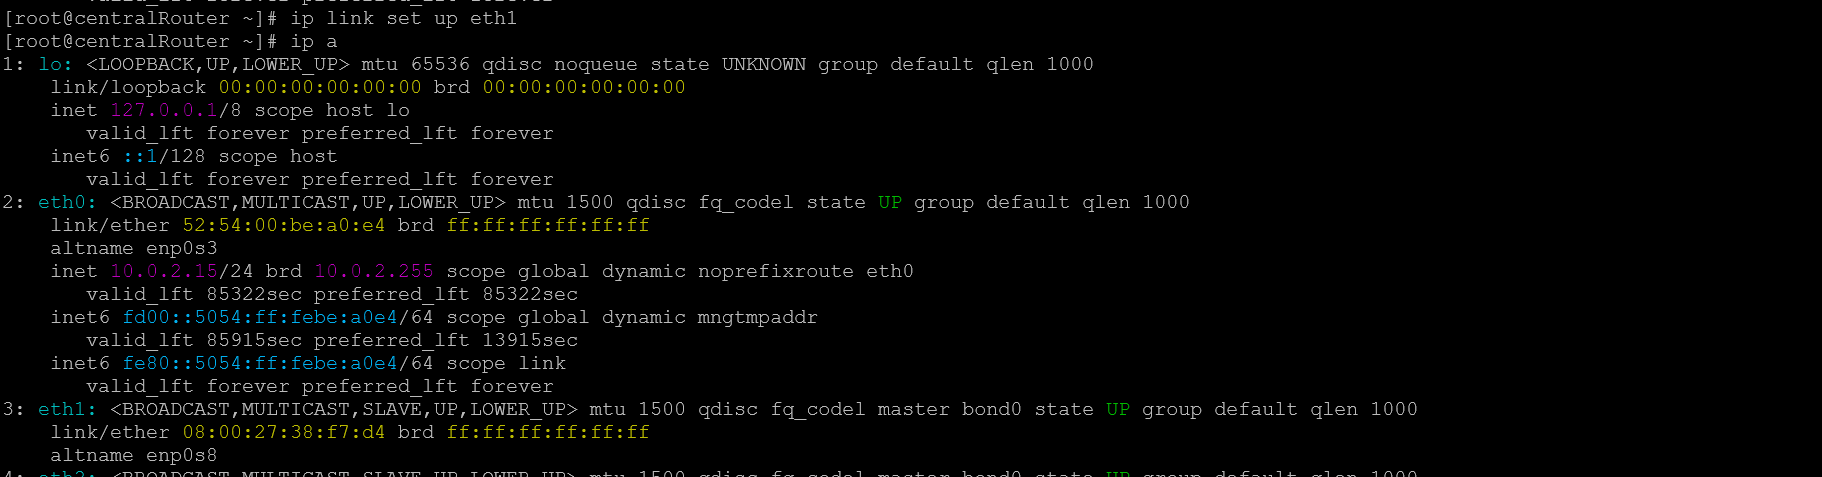 [root@centralRouter ~]# ip link set up eth1
[root@centralRouter ~]# ip a
1: lo: <LOOPBACK,UP,LOWER_UP> mtu 65536 qdisc noqueue state UNKNOWN group default qlen 1000
    link/loopback 00:00:00:00:00:00 brd 00:00:00:00:00:00
    inet 127.0.0.1/8 scope host lo
       valid_lft forever preferred_lft forever
    inet6 ::1/128 scope host
       valid_lft forever preferred_lft forever
2: eth0: <BROADCAST,MULTICAST,UP,LOWER_UP> mtu 1500 qdisc fq_codel state UP group default qlen 1000
    link/ether 52:54:00:be:a0:e4 brd ff:ff:ff:ff:ff:ff
    altname enp0s3
    inet 10.0.2.15/24 brd 10.0.2.255 scope global dynamic noprefixroute eth0
       valid_lft 85322sec preferred_lft 85322sec
    inet6 fd00::5054:ff:febe:a0e4/64 scope global dynamic mngtmpaddr
       valid_lft 85915sec preferred_lft 13915sec
    inet6 fe80::5054:ff:febe:a0e4/64 scope link
       valid_lft forever preferred_lft forever
3: eth1: <BROADCAST,MULTICAST,SLAVE,UP,LOWER_UP> mtu 1500 qdisc fq_codel master bond0 state UP group default qlen 1000
    link/ether 08:00:27:38:f7:d4 brd ff:ff:ff:ff:ff:ff
    altname enp0s8